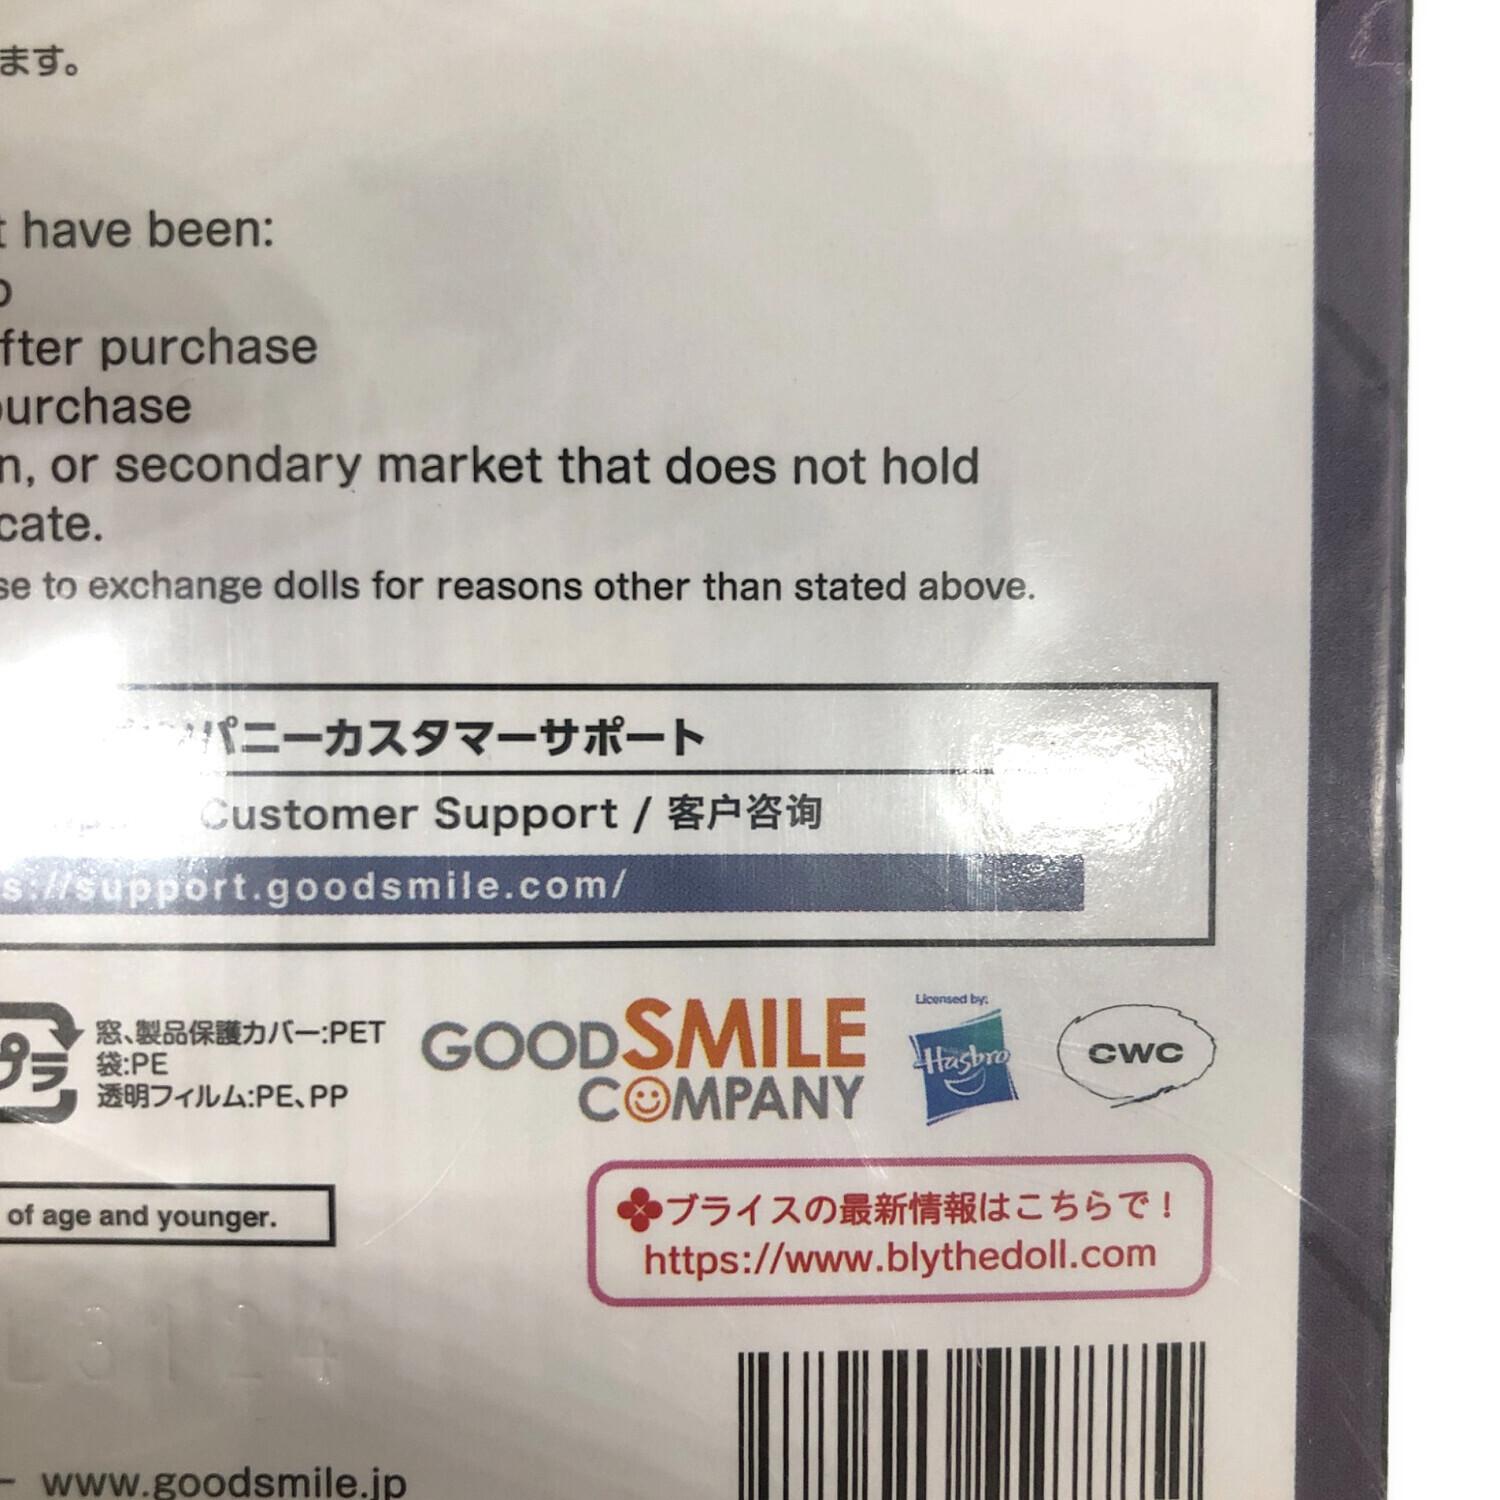 ます。
t have been:
fter purchase
purchase
n, or secondary market that does not hold
cate.
se to exchange dolls for reasons other than stated above.
パニーカスタマーサポート
Customer Support / 客户咨询
s://support.goodsmile.com/
プラ
窓、製品保護カバー:PET
袋:PE
透明フィルム:PE、PP
GOODSMILE
COMPANY
Licensed by:
Hasbro
CWC
of age and younger.
ブライスの最新情報はこちらで！
https://www.blythedoll.com
www.goodsmile.jp